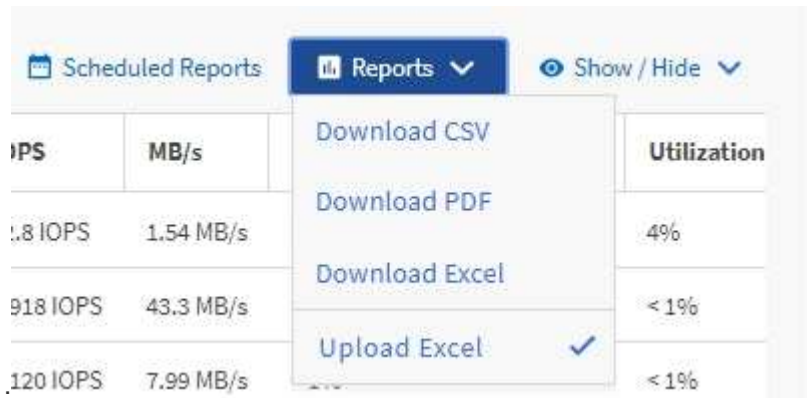 Scheduled Reports Reports Show / Hide
MB/s Utilization
Download CSV
.8 IOPS 1.54 MB/s 4%
Download PDF
Download Excel
918 IOPS 43.3 MB/s < 1%
Upload Excel
120 IOPS 7.99 MB/s < 1%